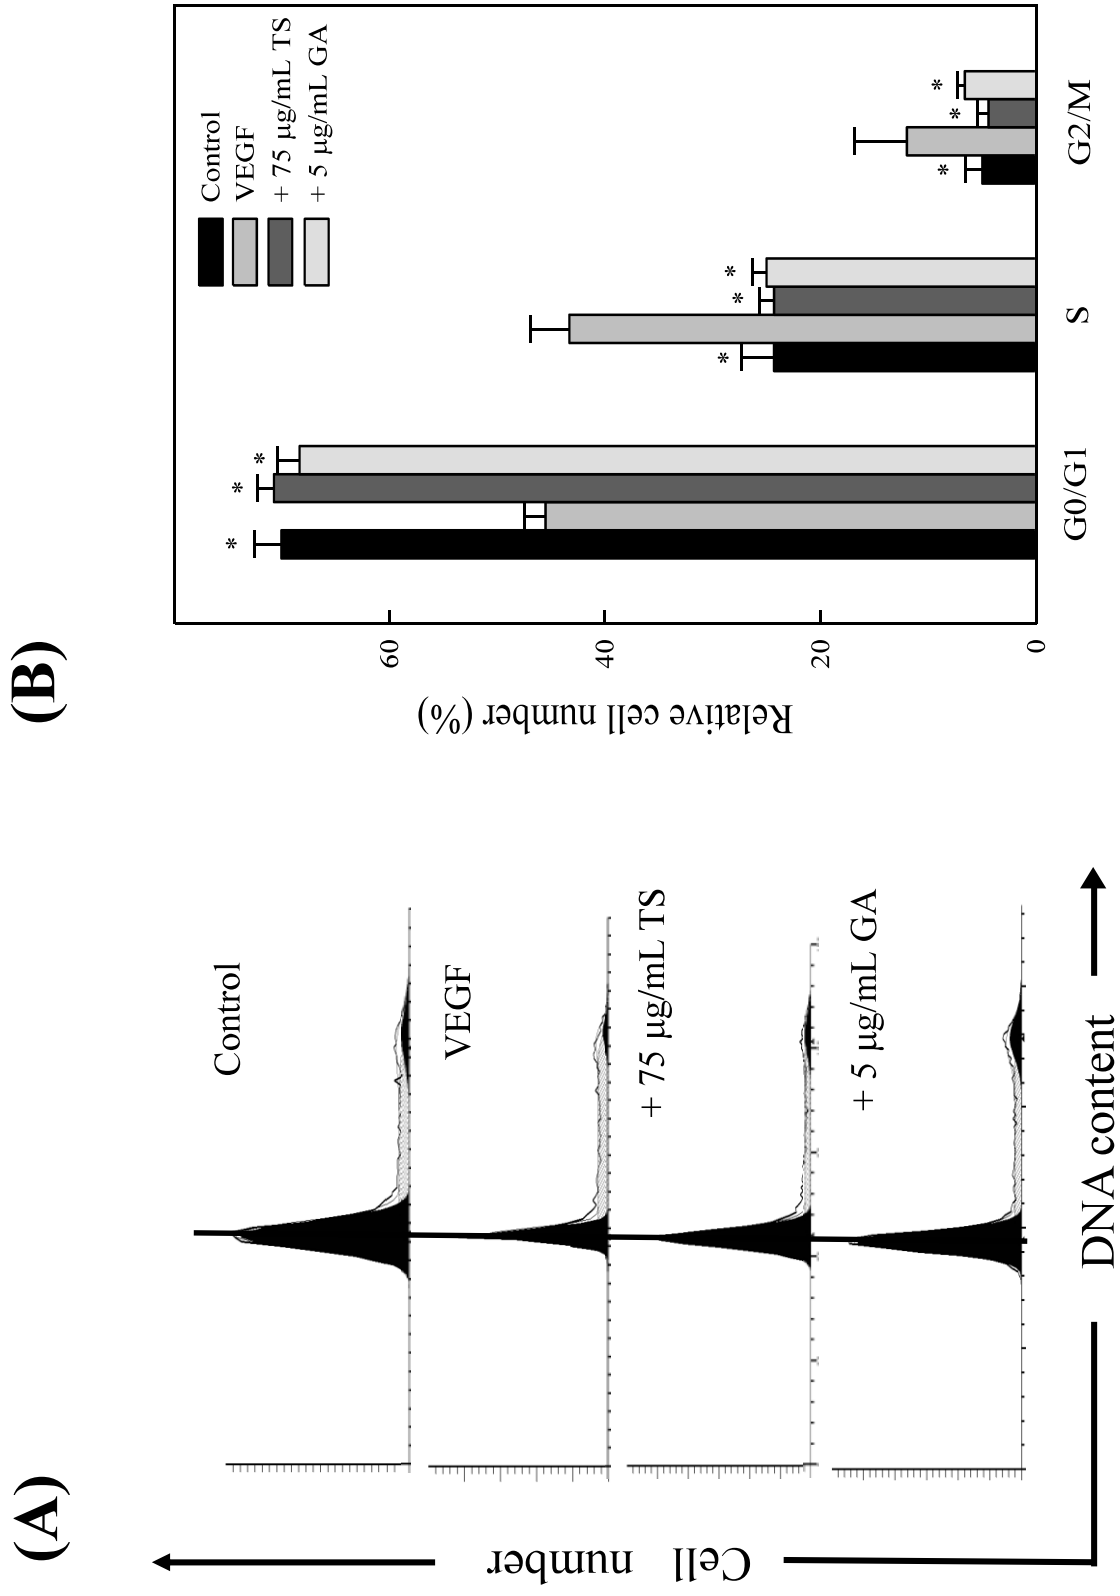 (A)
Cell number
Control
VEGF
+ 75 μg/mL TS
+ 5 μg/mL GA
DNA content
(B)
Relative cell number (%)
60
40
20
0
Control
VEGF
+ 75 μg/mL TS
+ 5 μg/mL GA
*
*
*
*
*
*
*
*
*
G0/G1
S
G2/M